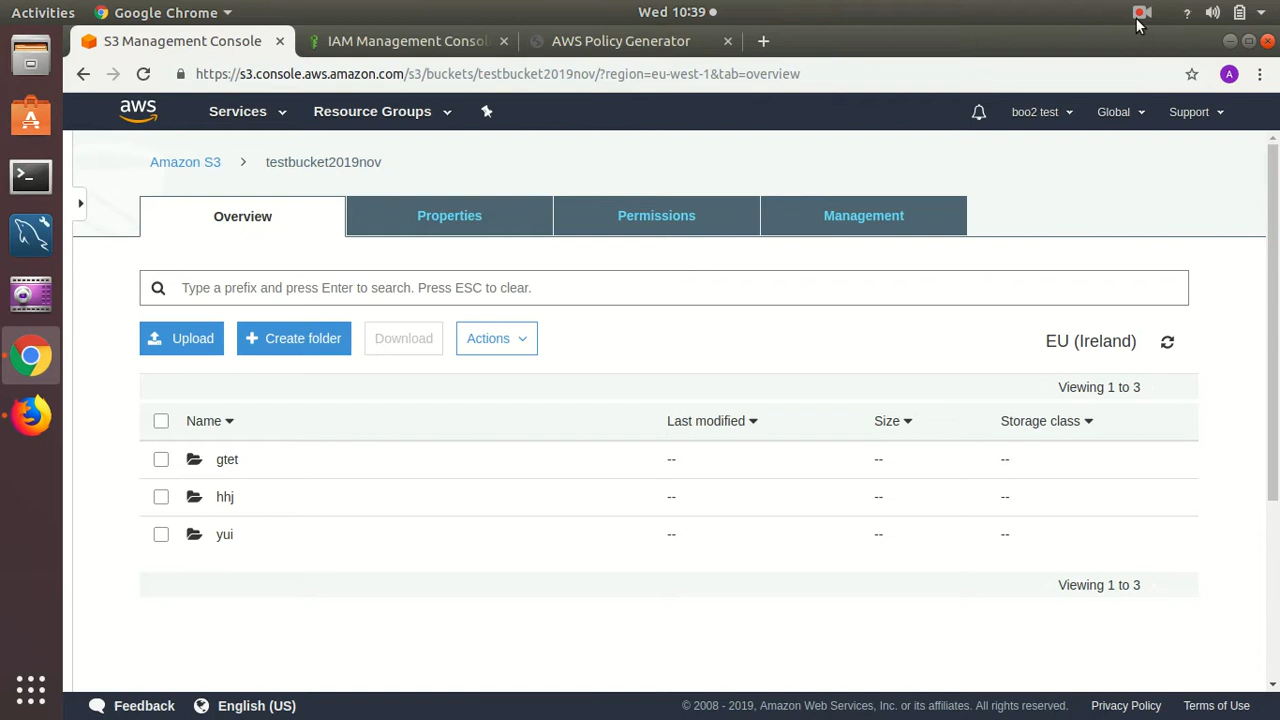 Activities Google Chrome Wed 10:39 ?
S3 Management Console IAM Management Conso AWS Policy Generator
https://s3.console.aws.amazon.com/s3/buckets/testbucket2019nov/?region=eu-west-1&tab=overview A
aws Services Resource Groups boo2 test Global Support
Amazon S3 > testbucket2019nov
Overview Properties Permissions Management
Type a prefix and press Enter to search. Press ESC to clear.
Upload + Create folder Download Actions EU (Ireland)
Viewing 1 to 3
Name Last modified Size Storage class
gtet -- -- --
hhj -- -- --
yui -- -- --
Viewing 1 to 3
Feedback English (US) © 2008 - 2019, Amazon Web Services, Inc. or its affiliates. All rights reserved. Privacy Policy Terms of Use